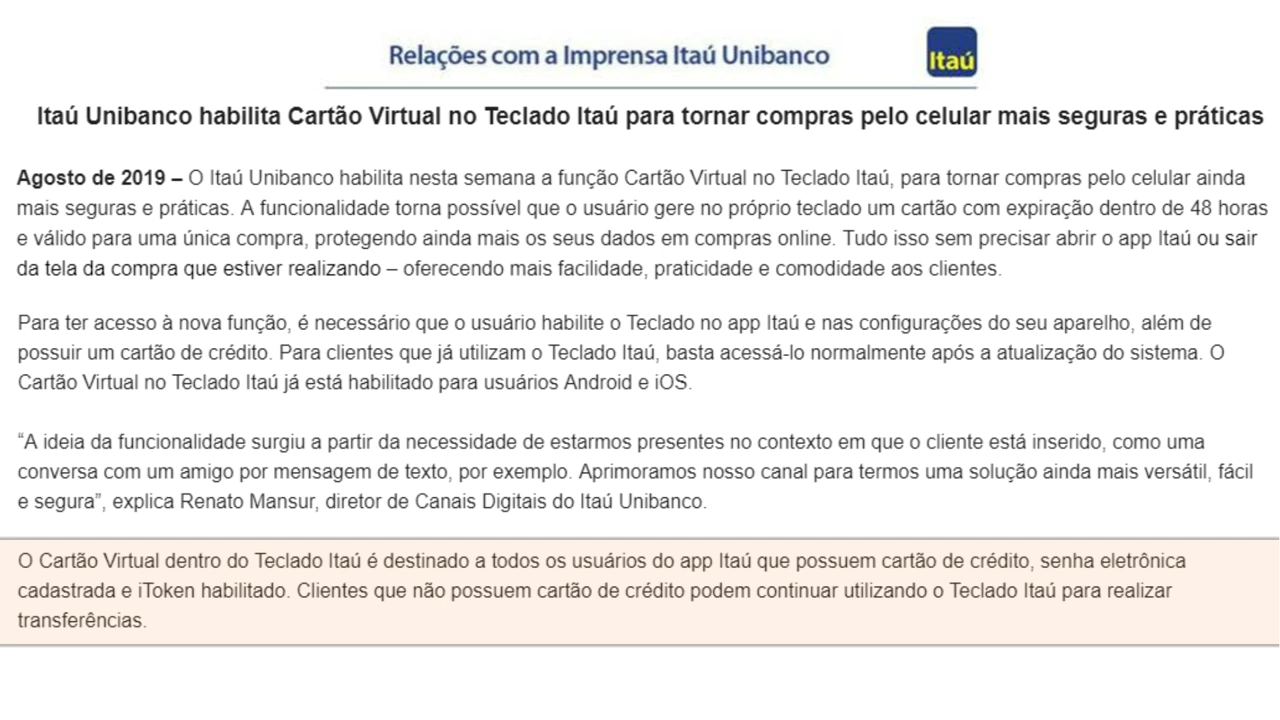 Relações com a Imprensa Itaú Unibanco
Itaú
Itaú Unibanco habilita Cartão Virtual no Teclado Itaú para tornar compras pelo celular mais seguras e práticas
Agosto de 2019 – O Itaú Unibanco habilita nesta semana a função Cartão Virtual no Teclado Itaú, para tornar compras pelo celular ainda
mais seguras e práticas. A funcionalidade torna possível que o usuário gere no próprio teclado um cartão com expiração dentro de 48 horas
e válido para uma única compra, protegendo ainda mais os seus dados em compras online. Tudo isso sem precisar abrir o app Itaú ou sair
da tela da compra que estiver realizando – oferecendo mais facilidade, praticidade e comodidade aos clientes.
Para ter acesso à nova função, é necessário que o usuário habilite o Teclado no app Itaú e nas configurações do seu aparelho, além de
possuir um cartão de crédito. Para clientes que já utilizam o Teclado Itaú, basta acessá-lo normalmente após a atualização do sistema. O
Cartão Virtual no Teclado Itaú já está habilitado para usuários Android e iOS.
“A ideia da funcionalidade surgiu a partir da necessidade de estarmos presentes no contexto em que o cliente está inserido, como uma
conversa com um amigo por mensagem de texto, por exemplo. Aprimoramos nosso canal para termos uma solução ainda mais versátil, fácil
e segura”, explica Renato Mansur, diretor de Canais Digitais do Itaú Unibanco.
O Cartão Virtual dentro do Teclado Itaú é destinado a todos os usuários do app Itaú que possuem cartão de crédito, senha eletrônica
cadastrada e iToken habilitado. Clientes que não possuem cartão de crédito podem continuar utilizando o Teclado Itaú para realizar
transferências.